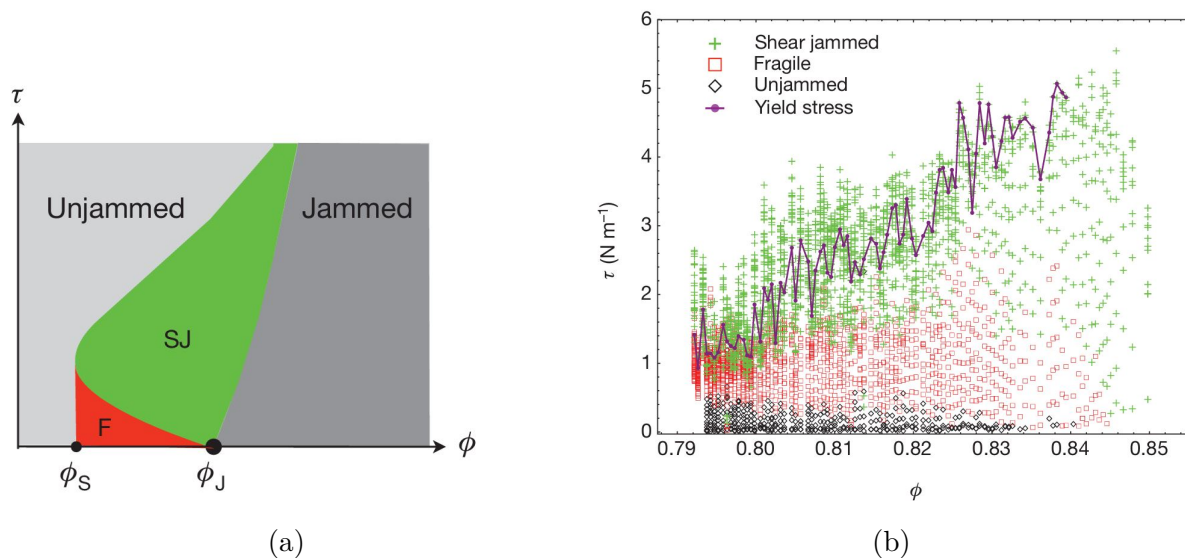 τ
Unjammed
Jammed
SJ
F
ϕ
ϕS
ϕJ
(a)
6
5
4
3
2
1
0
τ (N m⁻¹)
Shear jammed
Fragile
Unjammed
Yield stress
0.79
0.80
0.81
0.82
0.83
0.84
0.85
ϕ
(b)